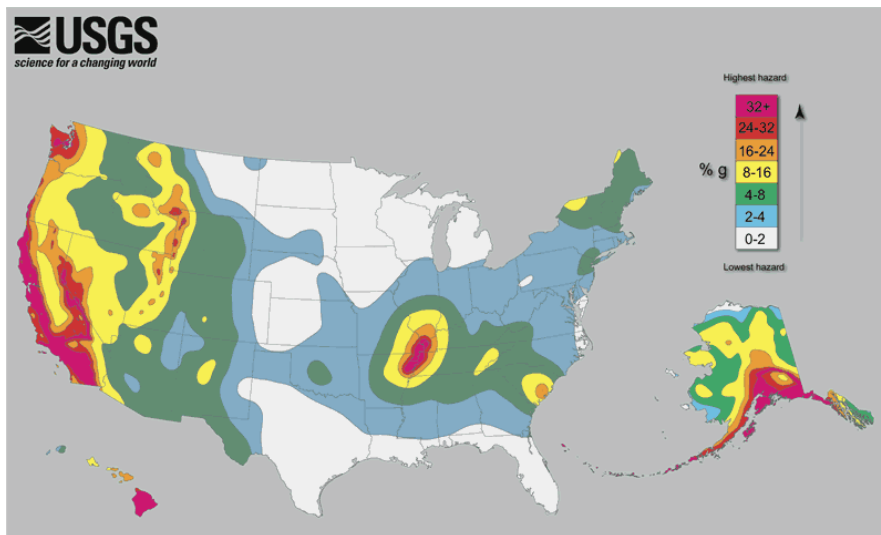 USGS
science for a changing world
Highest hazard
% g
32+
24-32
16-24
8-16
4-8
2-4
0-2
Lowest hazard